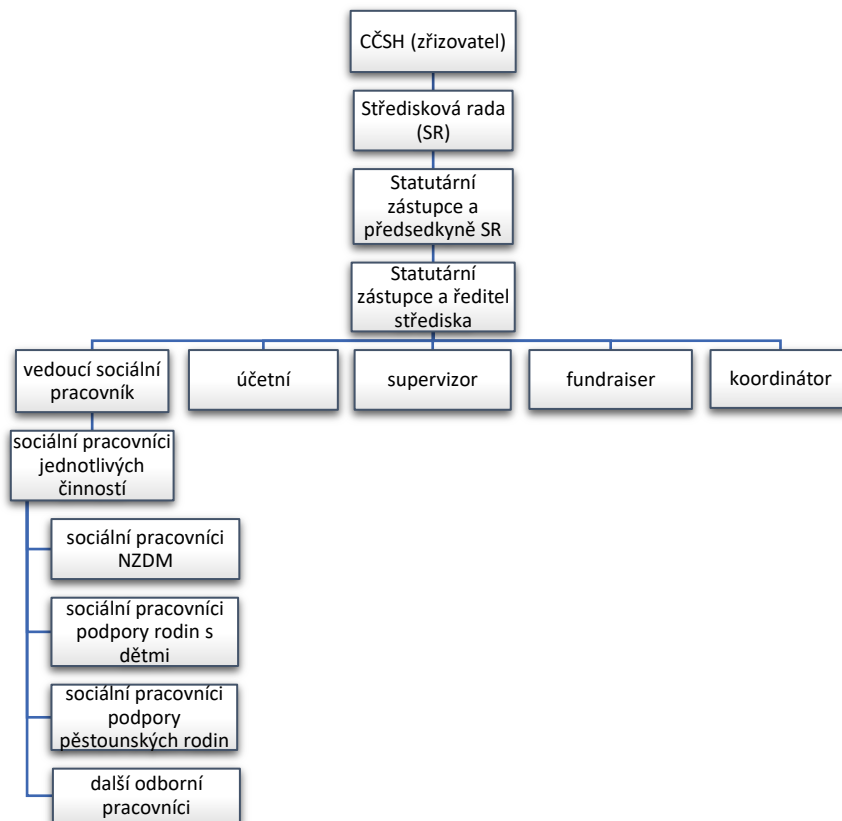 CČSH (zřizovatel)
Středisková rada
(SR)
Statutární
zástupce a
předsedkyně SR
Statutární
zástupce a ředitel
střediska
vedoucí sociální
pracovník
účetní
supervizor
fundraiser
koordinátor
sociální pracovníci
jednotlivých
činností
sociální pracovníci
NZDM
sociální pracovníci
podpory rodin s
dětmi
sociální pracovníci
podpory
pěstounských rodin
další odborní
pracovníci